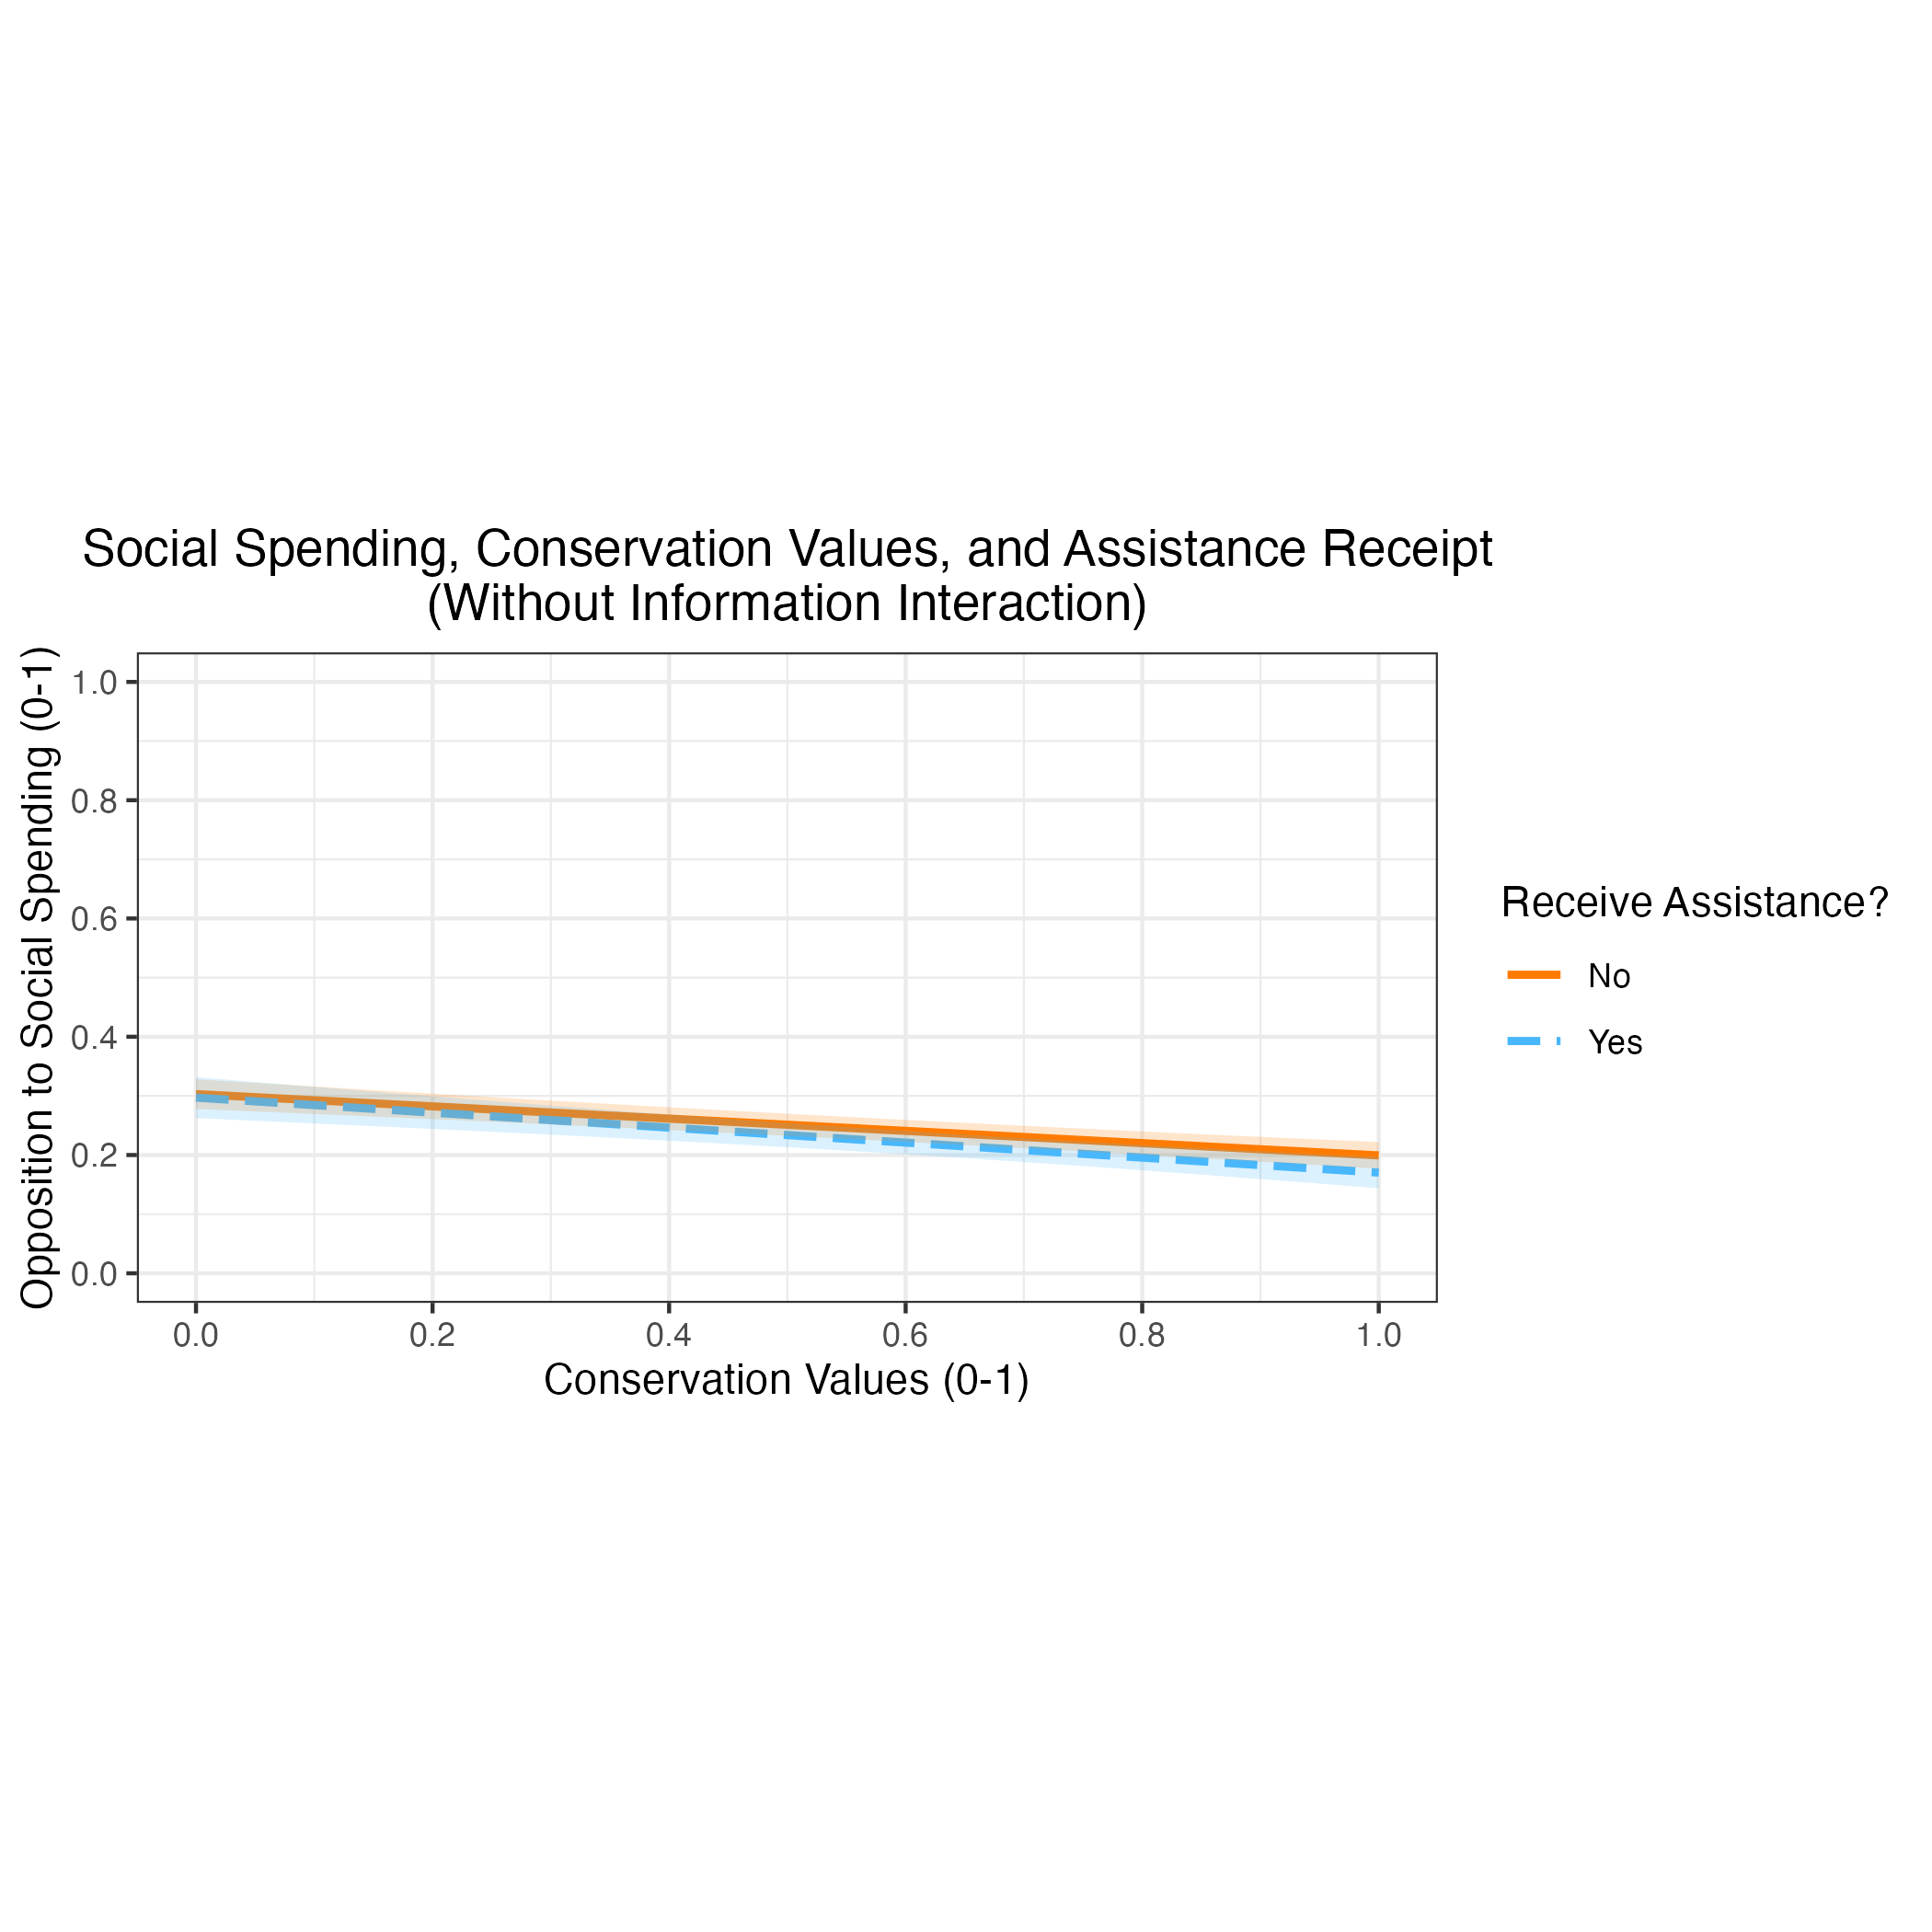 Social Spending, Conservation Values, and Assistance Receipt
(Without Information Interaction)
Opposition to Social Spending (0-1)
1.0
0.8
0.6
0.4
0.2
0.0
0.0 0.2 0.4 0.6 0.8 1.0
Conservation Values (0-1)
Receive Assistance?
No
Yes